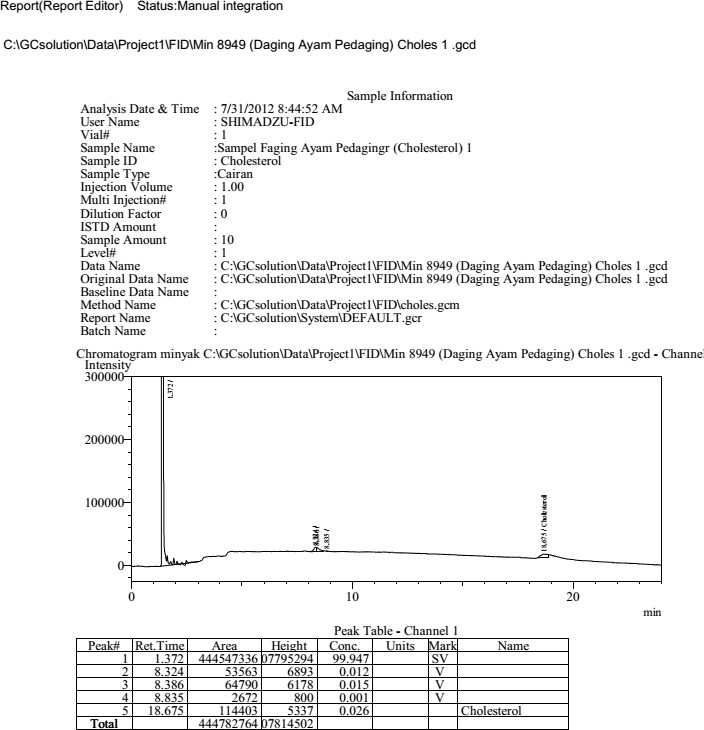 Report(Report Editor) Status:Manual integration
C:\GCsolution\Data\Project1\FID\Min 8949 (Daging Ayam Pedaging) Choles 1 .gcd
Sample Information
Analysis Date & Time : 7/31/2012 8:44:52 AM
User Name : SHIMADZU-FID
Vial# : 1
Sample Name :Sampel Faging Ayam Pedagingr (Cholesterol) 1
Sample ID : Cholesterol
Sample Type :Cairan
Injection Volume : 1.00
Multi Injection# : 1
Dilution Factor : 0
ISTD Amount :
Sample Amount : 10
Level# : 1
Data Name : C:\GCsolution\Data\Project1\FID\Min 8949 (Daging Ayam Pedaging) Choles 1 .gcd
Original Data Name : C:\GCsolution\Data\Project1\FID\Min 8949 (Daging Ayam Pedaging) Choles 1 .gcd
Baseline Data Name :
Method Name : C:\GCsolution\Data\Project1\FID\choles.gcm
Report Name : C:\GCsolution\System\DEFAULT.gcr
Batch Name :
Chromatogram minyak C:\GCsolution\Data\Project1\FID\Min 8949 (Daging Ayam Pedaging) Choles 1 .gcd - Channel
Intensity
300000
1.372 /
200000
100000
8.835 /
18.675 / Cholesterol
0
0 10 20
min
Peak Table - Channel 1
Peak# Ret.Time Area Height Conc. Units Mark Name
1 1.372 444547336 07795294 99.947 SV
2 8.324 53563 6893 0.012 V
3 8.386 64790 6178 0.015 V
4 8.835 2672 800 0.001 V
5 18.675 114403 5337 0.026 Cholesterol
Total 444782764 07814502